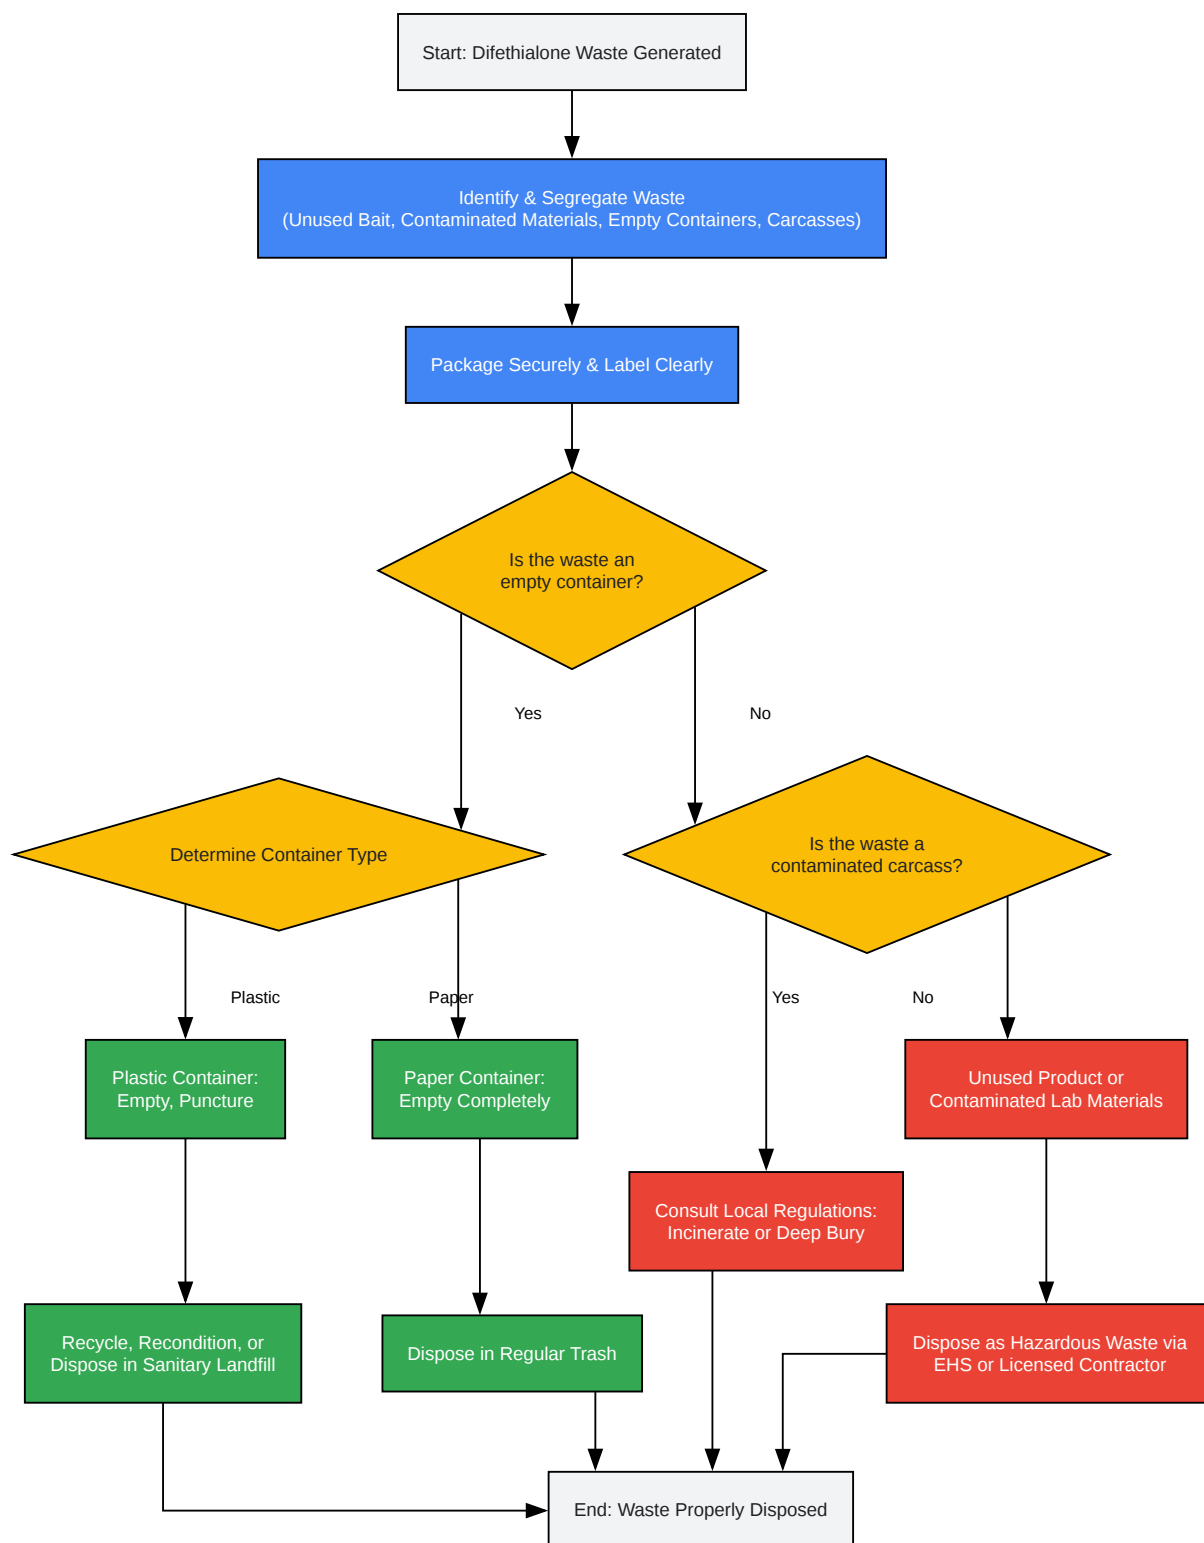 Start: Difethialone Waste Generated
Identify & Segregate Waste
(Unused Bait, Contaminated Materials, Empty Containers, Carcasses)
Package Securely & Label Clearly
Is the waste an
empty container?
Yes
No
Determine Container Type
Is the waste a
contaminated carcass?
Plastic
Paper
Yes
No
Plastic Container:
Empty, Puncture
Paper Container:
Empty Completely
Unused Product or
Contaminated Lab Materials
Consult Local Regulations:
Incinerate or Deep Bury
Recycle, Recondition, or
Dispose in Sanitary Landfill
Dispose in Regular Trash
Dispose as Hazardous Waste via
EHS or Licensed Contractor
End: Waste Properly Disposed